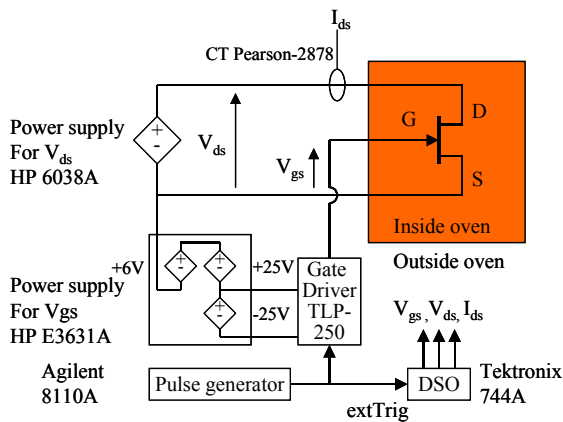 Ids
CT Pearson-2878
Power supply
For Vds
HP 6038A
+
-
Vds
Vgs
G
D
S
Inside oven
Outside oven
+6V
+
-
+
-
+
-
+25V
-25V
Power supply
For Vgs
HP E3631A
Gate
Driver
TLP-
250
Vgs, Vds, Ids
Agilent
8110A
Pulse generator
extTrig
DSO
Tektronix
744A